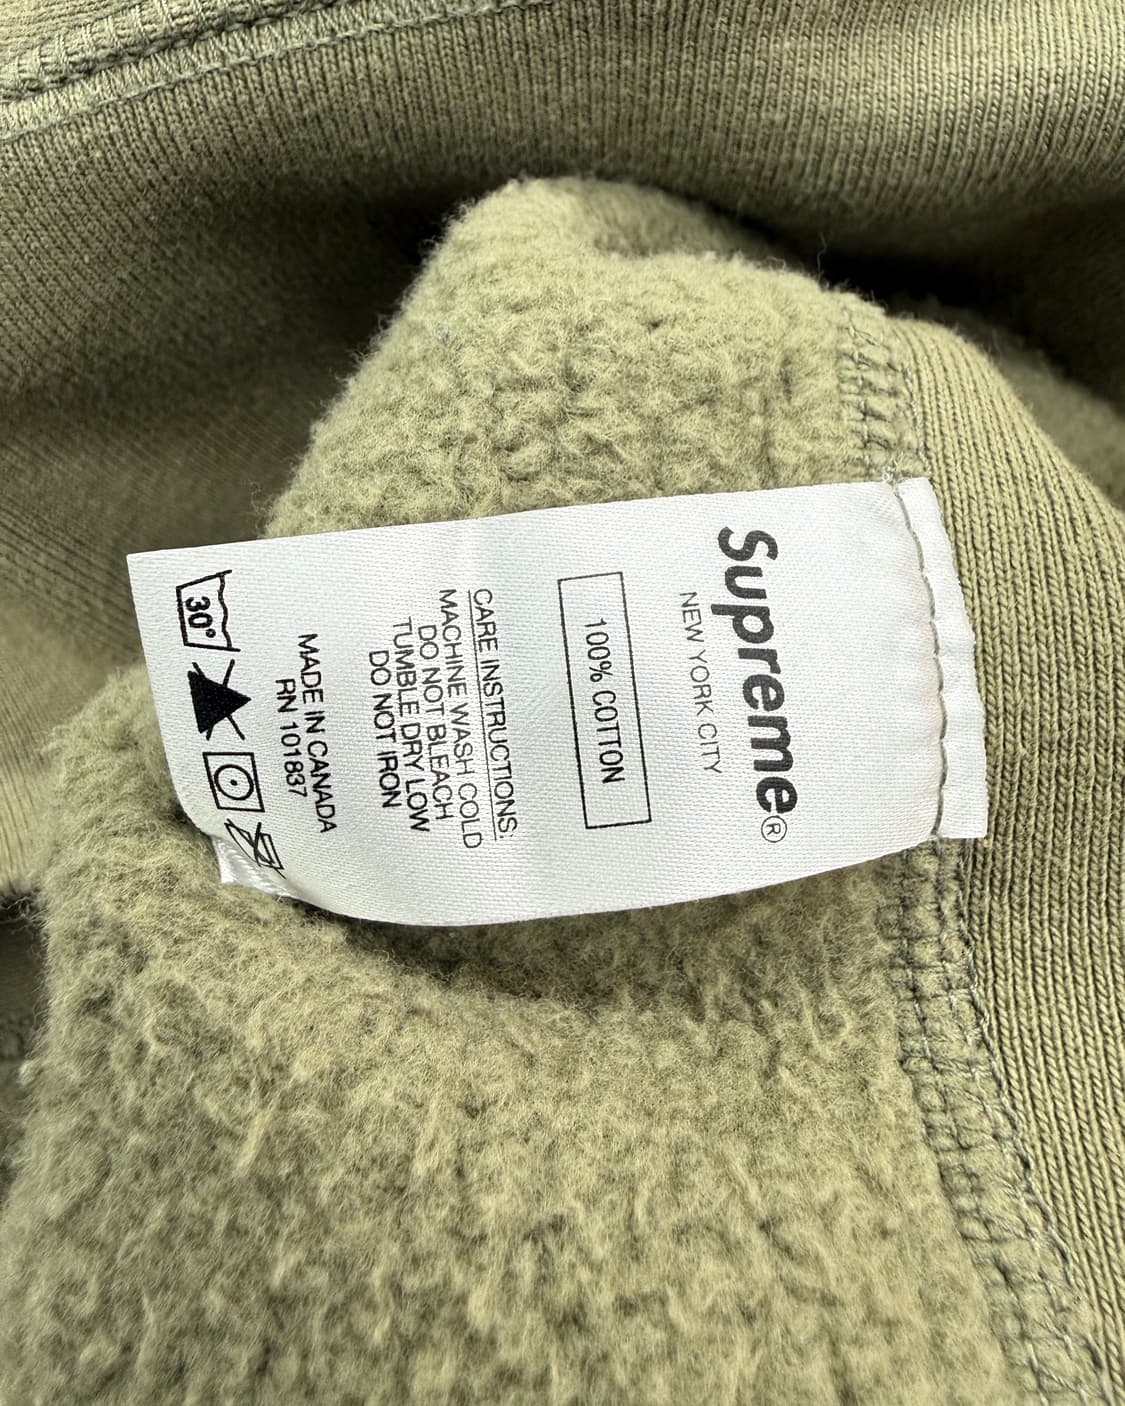 Supreme®
NEW YORK CITY
100% COTTON
CARE INSTRUCTIONS:
MACHINE WASH COLD
DO NOT BLEACH
TUMBLE DRY LOW
DO NOT IRON
MADE IN CANADA
RN 101837
30°